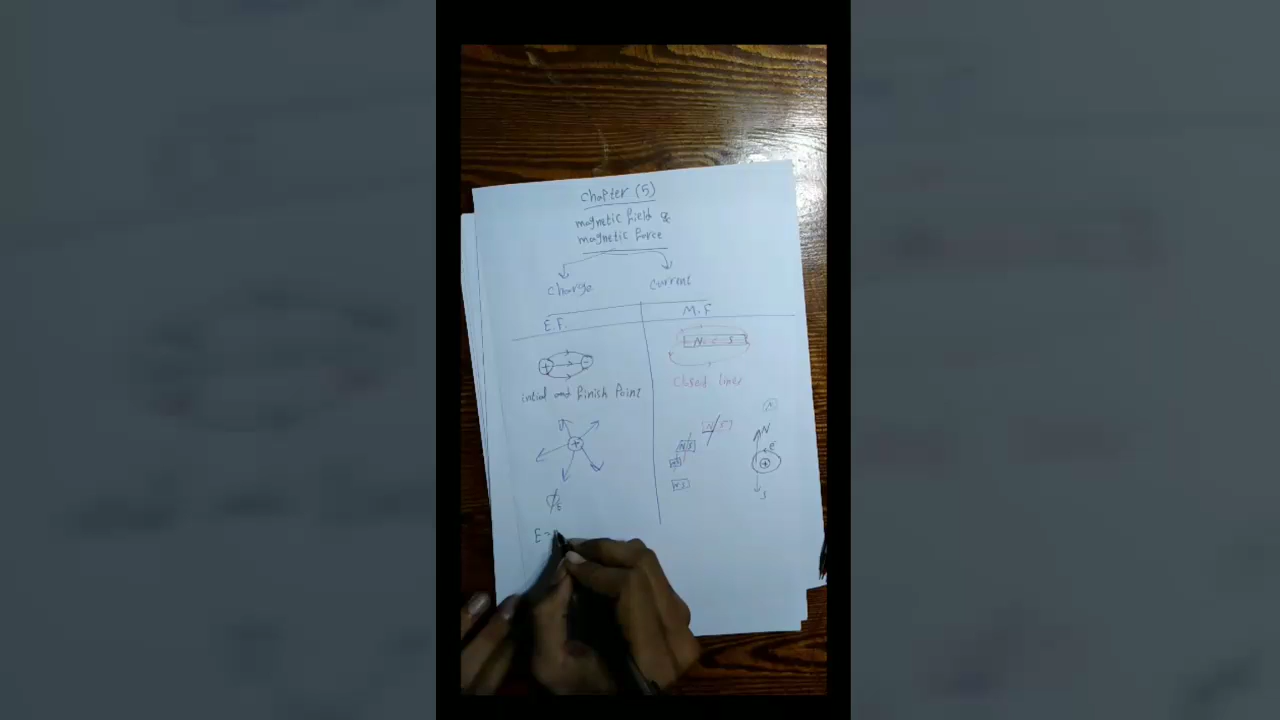 Chapter (5)
magnetic field &
magnetic force
Charge
Current
E.F.
M.F
+ -
initial and finish Point
+
N S
Closed lines
N
N
e
+
S
N S
N S
E =